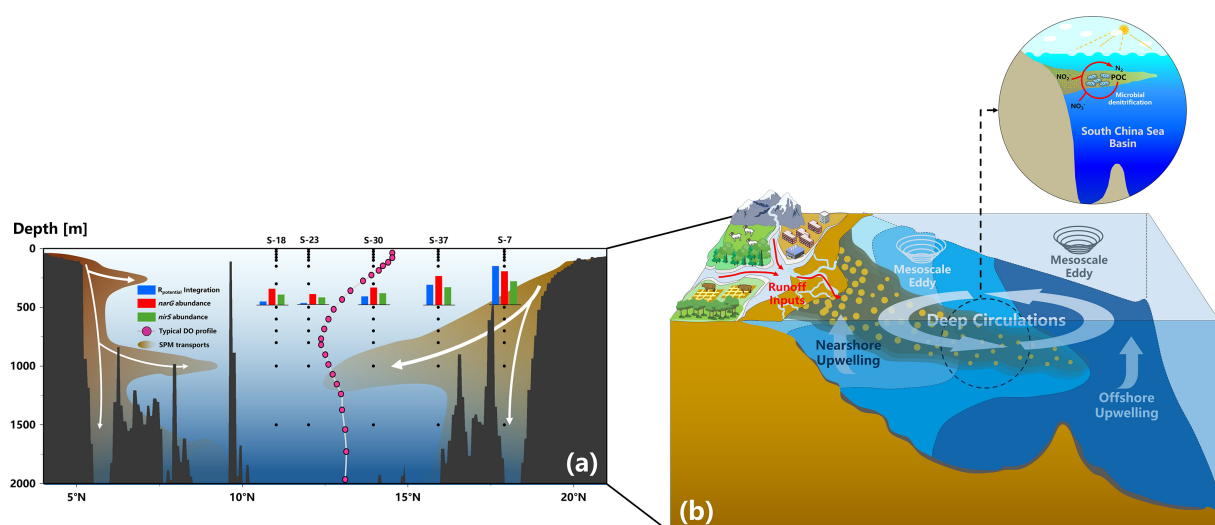 Depth [m]
0
500
1000
1500
2000
5°N
10°N
15°N
20°N
S-18
S-23
S-30
S-37
S-7
Rpotential Integration
narG abundance
nirS abundance
Typical DO profile
SPM transports
(a)
Runoff
Inputs
Mesoscale
Eddy
Mesoscale
Eddy
Deep Circulations
Nearshore
Upwelling
Offshore
Upwelling
(b)
NO2-
N2
POC
NO3-
Microbial
denitrification
South China Sea
Basin